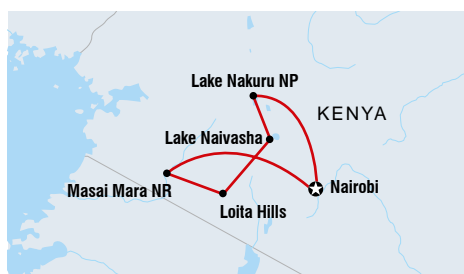 Lake Nakuru NP
KENYA
Lake Naivasha
Masai Mara NR
Nairobi
Loita Hills